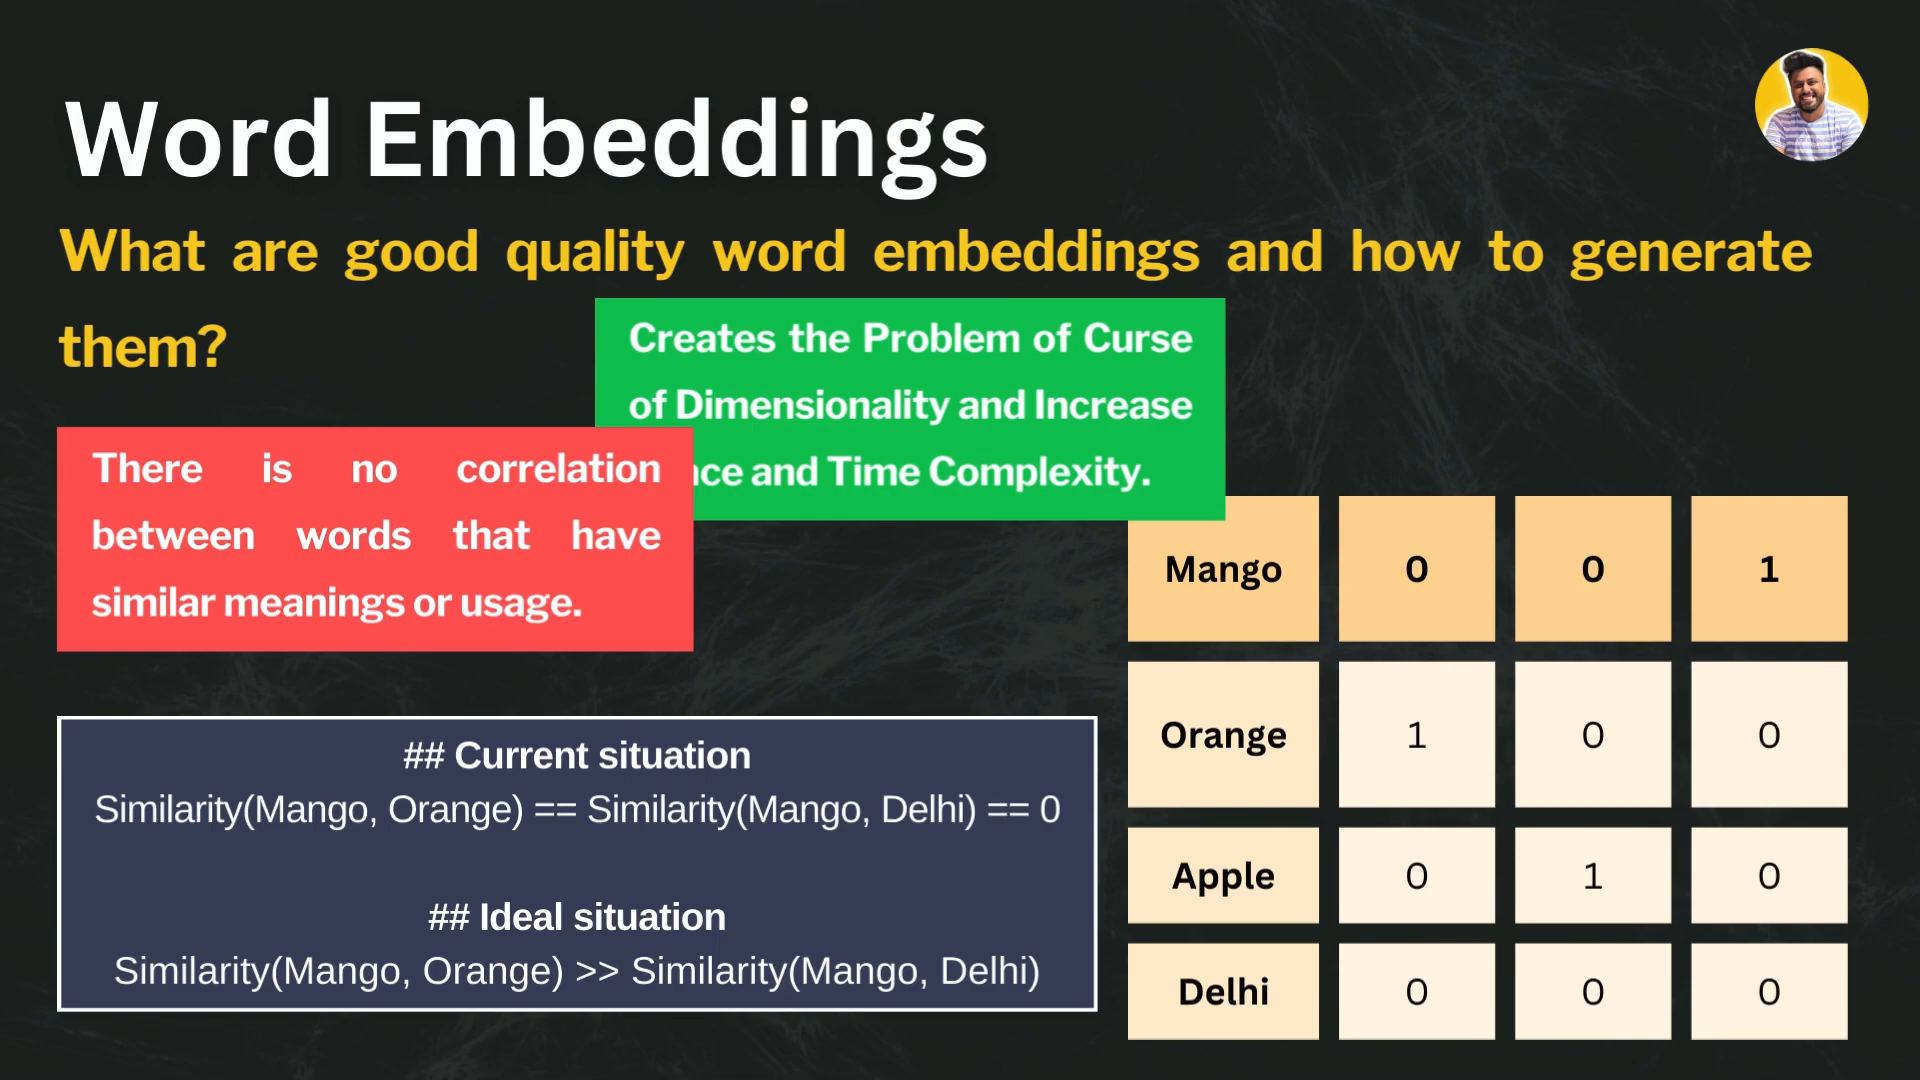 Word Embeddings
What are good quality word embeddings and how to generate
them?
Creates the Problem of Curse
of Dimensionality and Increase
and Time Complexity.
There is no correlation
between words that have
similar meanings or usage.
## Current situation
Similarity(Mango, Orange) == Similarity(Mango, Delhi) == 0
## Ideal situation
Similarity(Mango, Orange) >> Similarity(Mango, Delhi)
Mango 0 0 1
Orange 1 0 0
Apple 0 1 0
Delhi 0 0 0